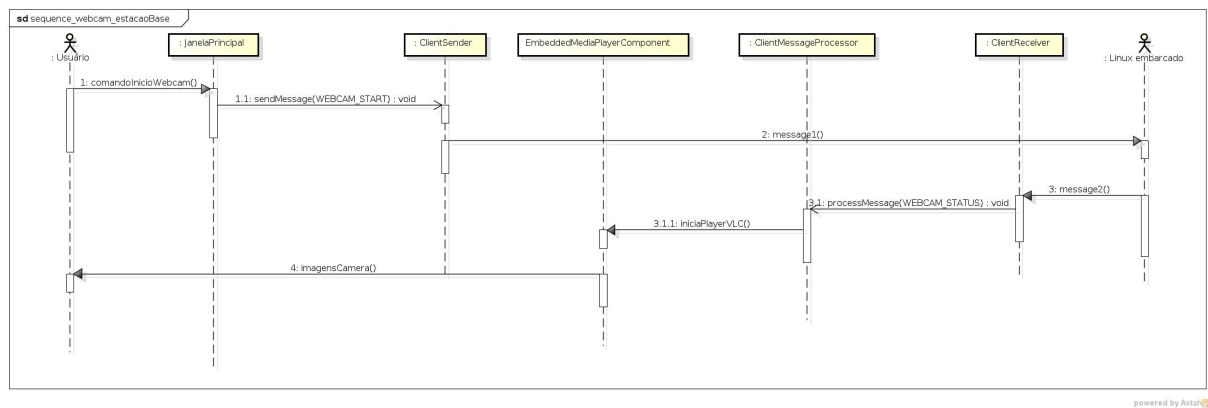 sd sequence_webcam_estacaoBase
: Usuário
: JanelaPrincipal
: ClientSender
EmbeddedMediaPlayerComponent
: ClientMessageProcessor
: ClientReceiver
: Linux embarcado
1: comandoInicioWebcam()
1.1: sendMessage(WEBCAM_START) : void
2: message1()
3: message2()
3.1: processMessage(WEBCAM_STATUS) : void
3.1.1: iniciaPlayerVLC()
4: imagensCamera()
powered by Astah